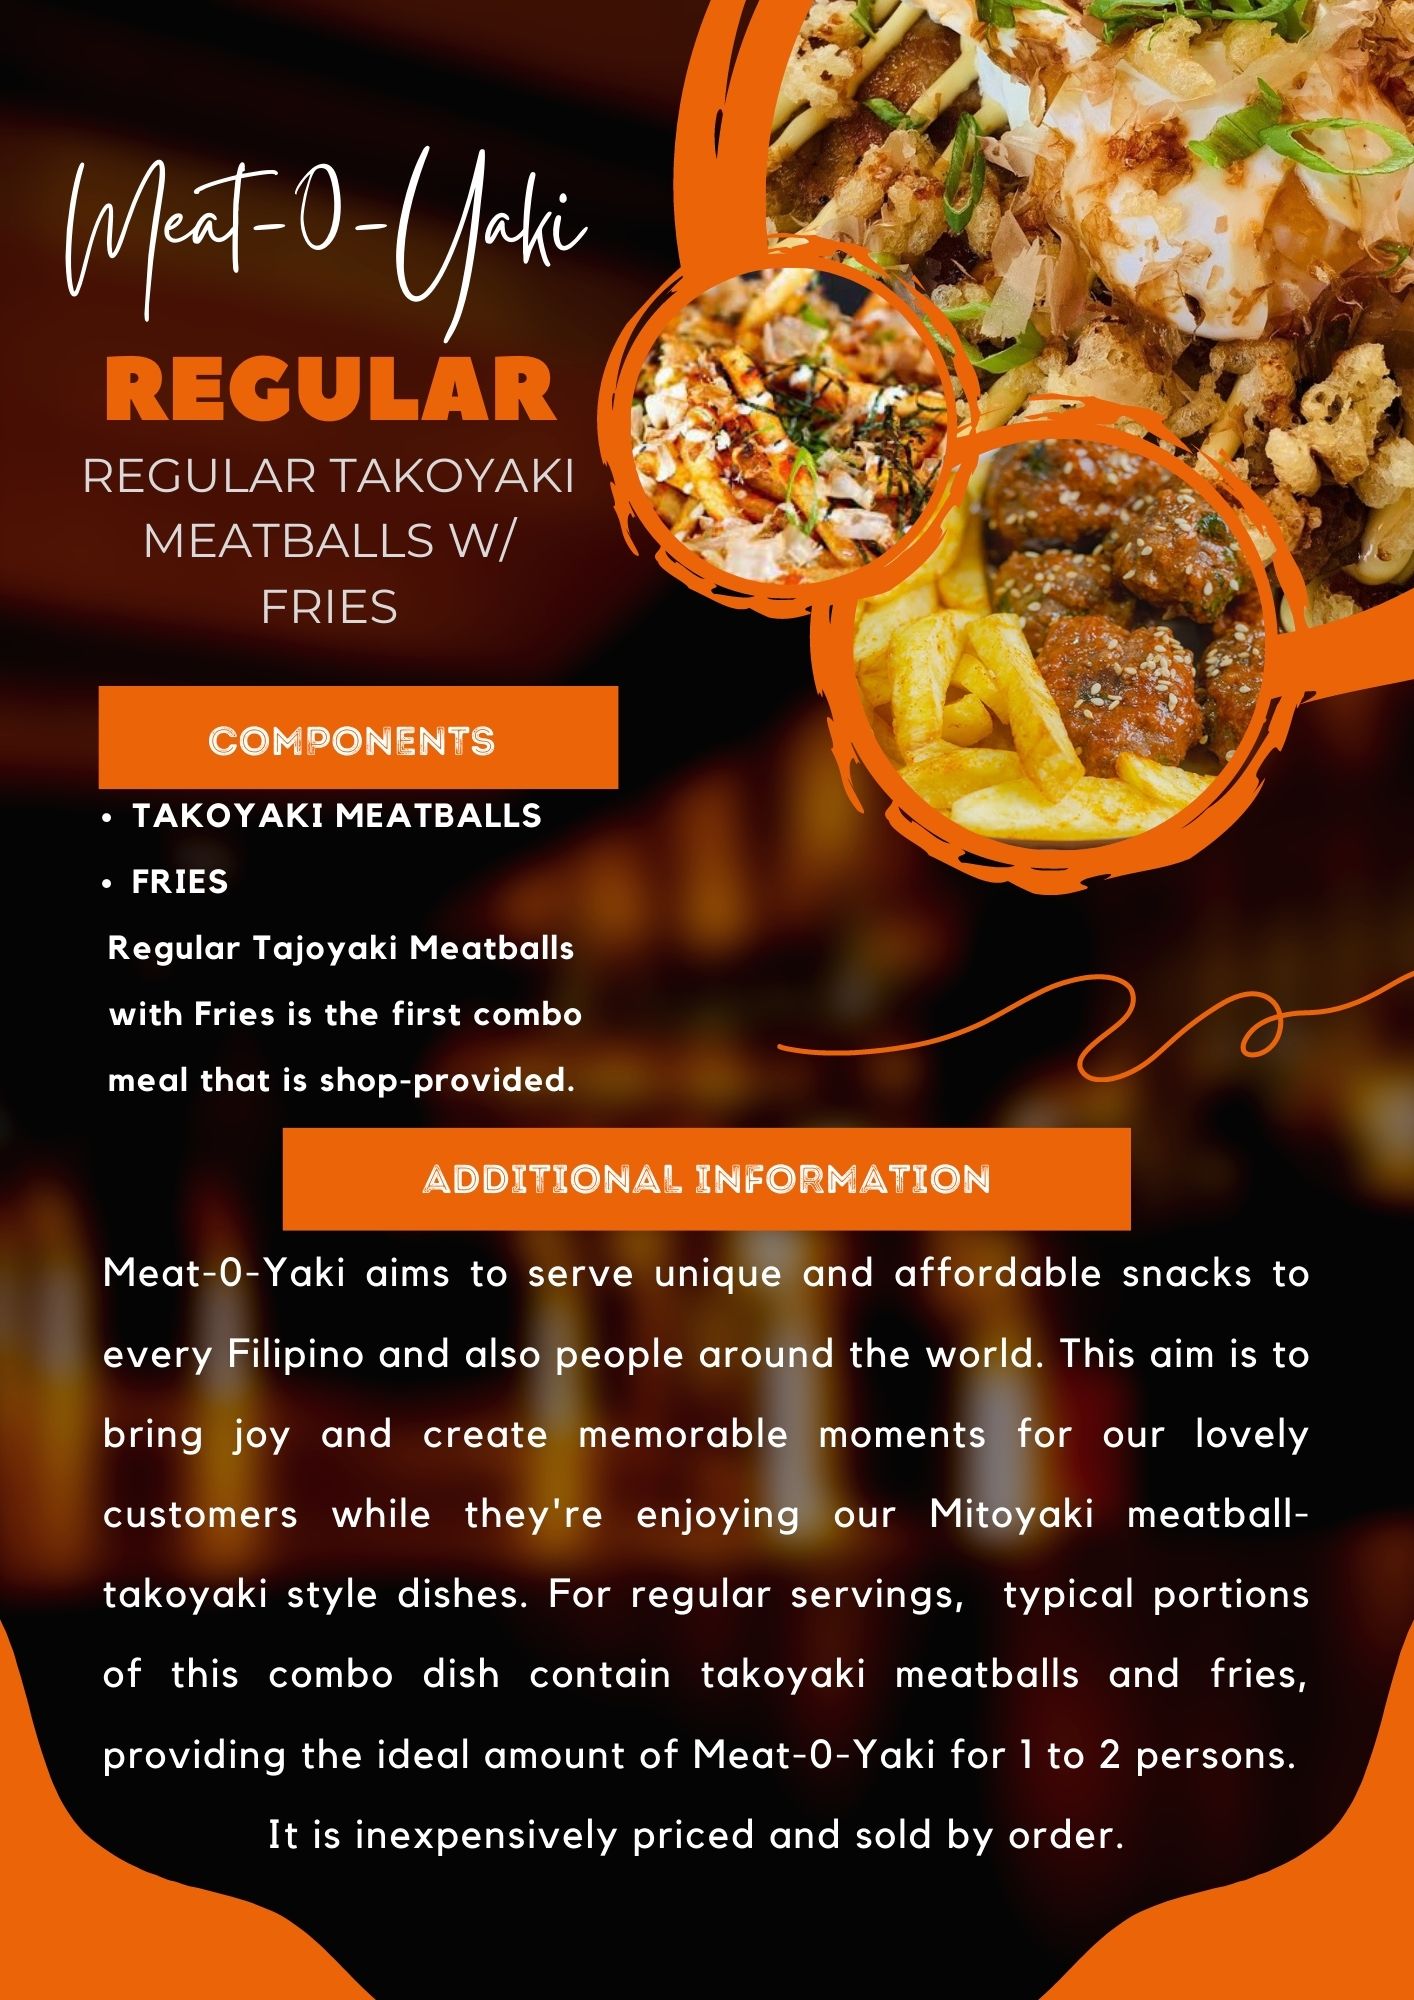 Meat-O-Yaki
REGULAR
REGULAR TAKOYAKI
MEATBALLS W/
FRIES
COMPONENTS
• TAKOYAKI MEATBALLS
• FRIES
Regular Tajoyaki Meatballs
with Fries is the first combo
meal that is shop-provided.
ADDITIONAL INFORMATION
Meat-O-Yaki aims to serve unique and affordable snacks to
every Filipino and also people around the world. This aim is to
bring joy and create memorable moments for our lovely
customers while they're enjoying our Mitoyaki meatball-
takoyaki style dishes. For regular servings, typical portions
of this combo dish contain takoyaki meatballs and fries,
providing the ideal amount of Meat-O-Yaki for 1 to 2 persons.
It is inexpensively priced and sold by order.